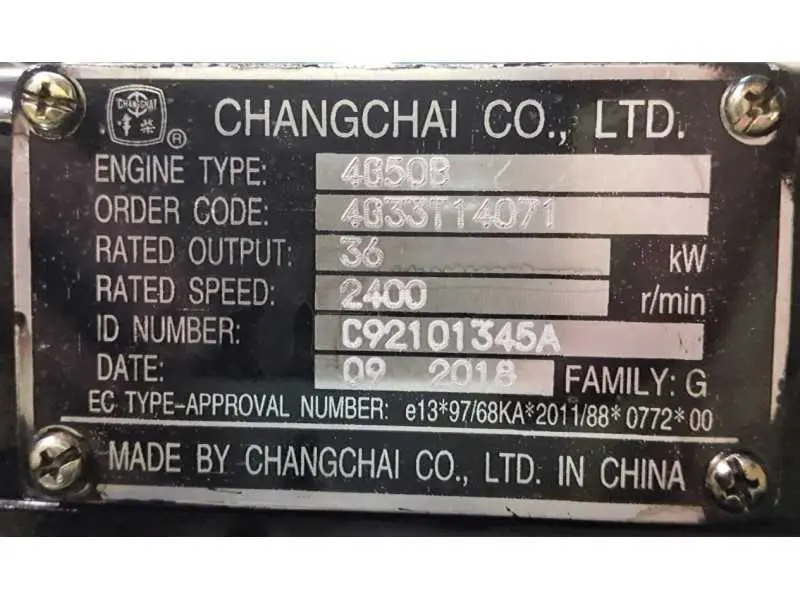 CHANGCHAI
常柴
®
CHANGCHAI CO., LTD.
ENGINE TYPE: 4G50B
ORDER CODE: 4G33T14071
RATED OUTPUT: 36 kW
RATED SPEED: 2400 r/min
ID NUMBER: C92101345A
DATE: 09 2018 FAMILY: G
EC TYPE-APPROVAL NUMBER: e13*97/68KA*2011/88*0772*00
MADE BY CHANGCHAI CO., LTD. IN CHINA